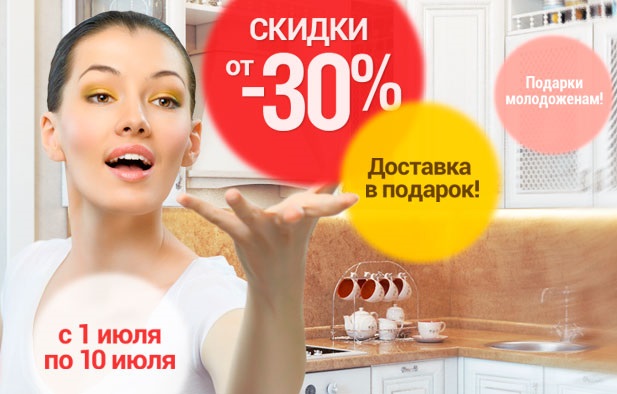 СКИДКИ
от -30%
Доставка
в подарок!
Подарки
молодоженам!
с 1 июля
по 10 июля